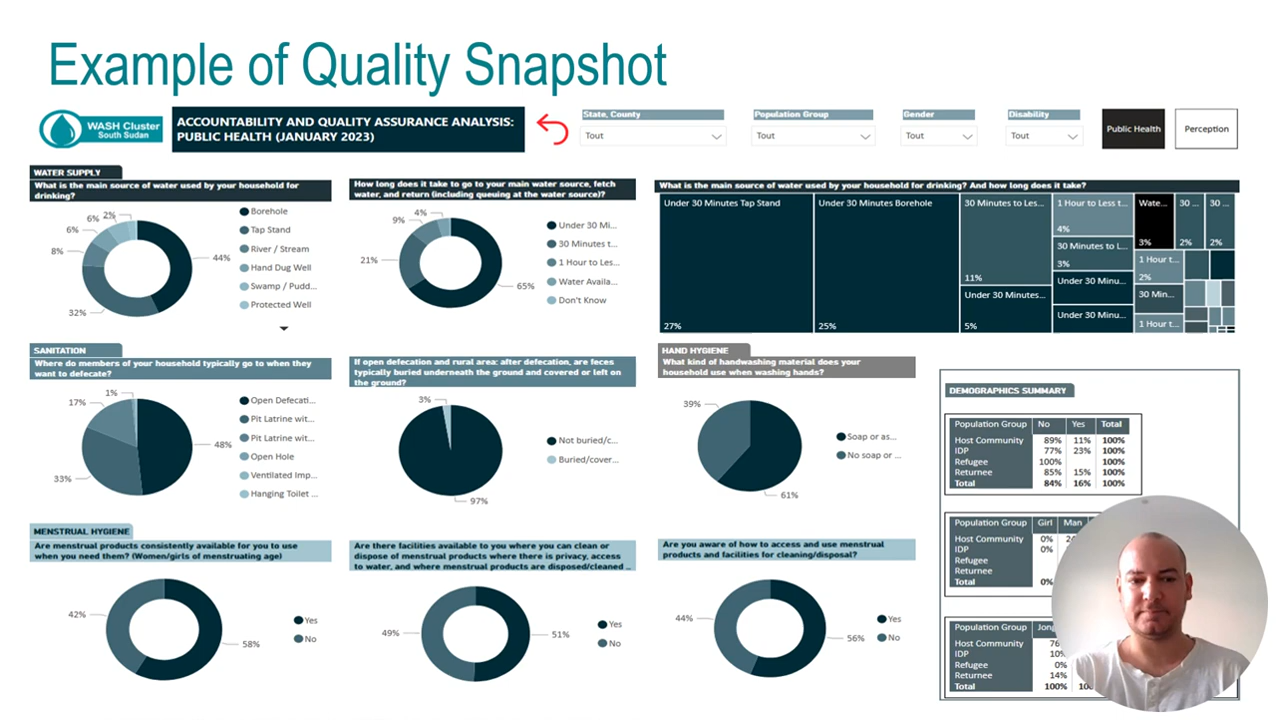 Example of Quality Snapshot
WASH Cluster
South Sudan
ACCOUNTABILITY AND QUALITY ASSURANCE ANALYSIS:
PUBLIC HEALTH (JANUARY 2023)
State, County
Tout
Population Group
Tout
Gender
Tout
Disability
Tout
Public Health
Perception
WATER SUPPLY
What is the main source of water used by your household for
drinking?
44%
32%
8%
6%
6%
2%
Borehole
Tap Stand
River / Stream
Hand Dug Well
Swamp / Pudd...
Protected Well
How long does it take to go to your main water source, fetch
water, and return (including queuing at the water source)?
65%
21%
9%
4%
Under 30 Mi...
30 Minutes t...
1 Hour to Les...
Water Availa...
Don't Know
What is the main source of water used by your household for drinking? And how long does it take?
Under 30 Minutes Tap Stand
27%
Under 30 Minutes Borehole
25%
30 Minutes to Les...
11%
Under 30 Minutes...
5%
1 Hour to Less t...
4%
30 Minutes to L...
3%
Under 30 Minu...
Under 30 Minu...
Wate...
3%
30 ...
2%
30 ...
2%
1 Hour t...
2%
30 Min...
1 Hour t...
SANITATION
Where do members of your household typically go to when they
want to defecate?
48%
33%
17%
1%
Open Defecati...
Pit Latrine wit...
Pit Latrine wit...
Open Hole
Ventilated Imp...
Hanging Toilet ...
If open defecation and rural area: after defecation, are feces
typically buried underneath the ground and covered or left on
the ground?
3%
97%
Not buried/c...
Buried/cover...
HAND HYGIENE
What kind of handwashing material does your
household use when washing hands?
39%
61%
Soap or as...
No soap or ...
MENSTRUAL HYGIENE
Are menstrual products consistently available for you to use
when you need them? (Women/girls of menstruating age)
42%
58%
Yes
No
Are there facilities available to you where you can clean or
dispose of menstrual products where there is privacy, access
to water, and where menstrual products are disposed/cleaned ...
49%
51%
Yes
No
Are you aware of how to access and use menstrual
products and facilities for cleaning/disposal?
44%
56%
Yes
No
DEMOGRAPHICS SUMMARY
Population Group No Yes Total
Host Community 89% 11% 100%
IDP 77% 23% 100%
Refugee 100% 100%
Returnee 85% 15% 100%
Total 84% 16% 100%
Population Group Girl Man
Host Community 0%
IDP 0%
Refugee
Returnee
Total 0%
Population Group
Host Community
IDP 10%
Refugee 0%
Returnee 14%
Total 100%